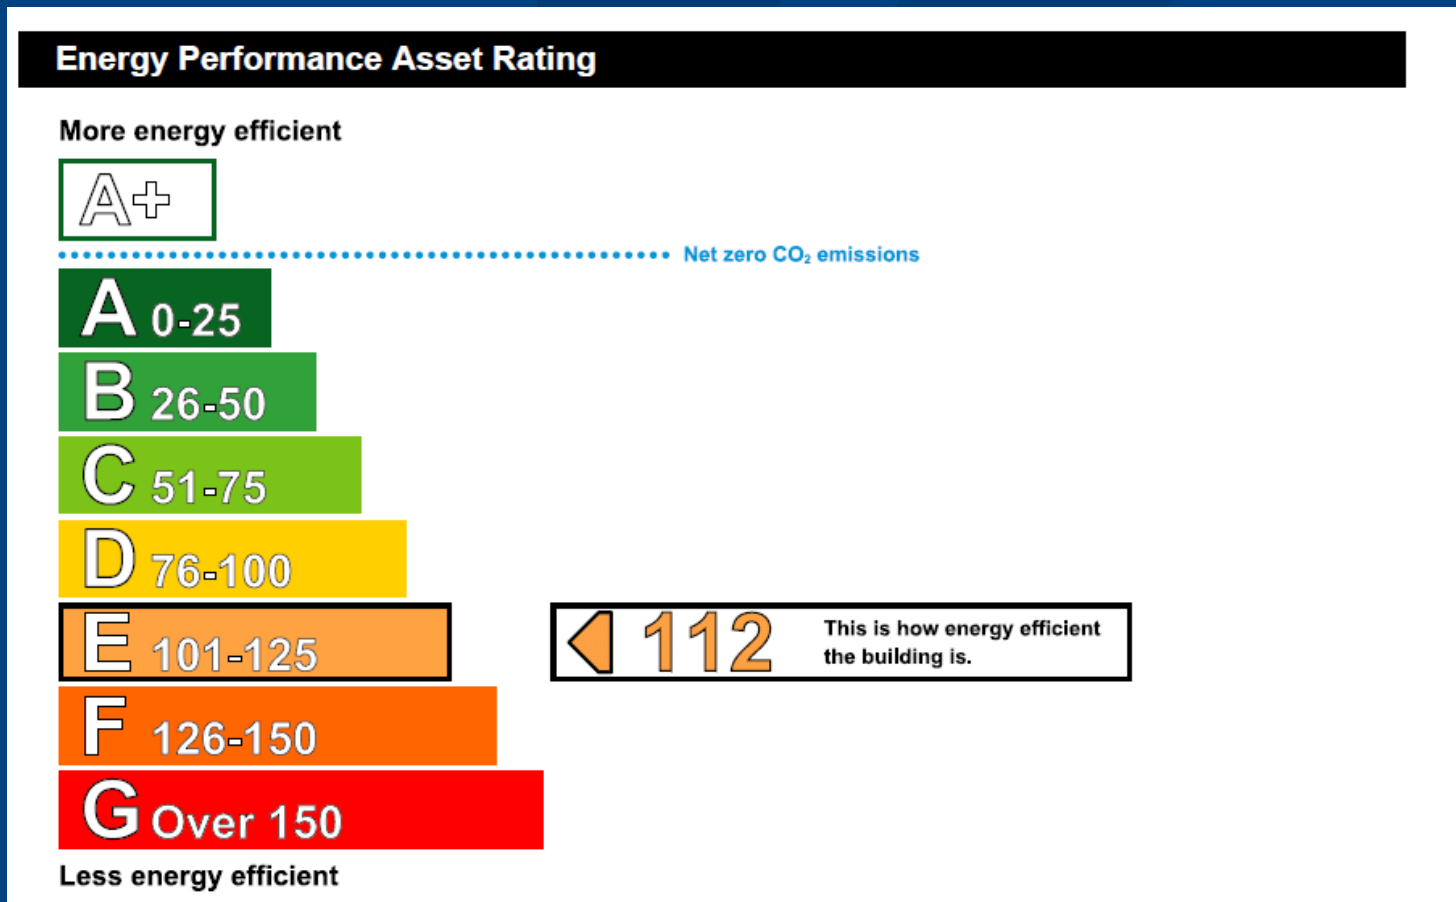 Energy Performance Asset Rating
More energy efficient
A+
Net zero CO₂ emissions
A 0-25
B 26-50
C 51-75
D 76-100
E 101-125
112
This is how energy efficient
the building is.
F 126-150
G Over 150
Less energy efficient